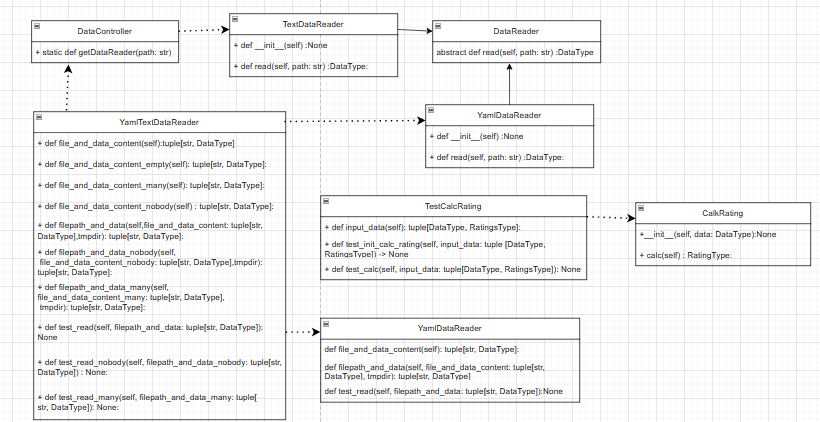 DataController
+ static def getDataReader(path: str)
TextDataReader
+ def __init__(self) :None
+ def read(self, path: str) :DataType:
DataReader
abstract def read(self, path: str) :DataType
YamlTextDataReader
+ def file_and_data_content(self):tuple[str, DataType]
+ def file_and_data_content_empty(self): tuple[str, DataType]:
+ def file_and_data_content_many(self): tuple[str, DataType]:
+ def file_and_data_content_nobody(self) : tuple[str, DataType]:
+ def filepath_and_data(self,file_and_data_content: tuple[str,
DataType],tmpdir): tuple[str, DataType]:
+ def filepath_and_data_nobody(self,
file_and_data_content_nobody: tuple[str, DataType],tmpdir):
tuple[str, DataType]:
+ def filepath_and_data_many(self,
file_and_data_content_many: tuple[str, DataType],
tmpdir): tuple[str, DataType]:
+ def test_read(self, filepath_and_data: tuple[str, DataType]):
None
+ def test_read_nobody(self, filepath_and_data_nobody: tuple[str,
DataType]) : None:
+ def test_read_many(self, filepath_and_data_many: tuple[
str, DataType]): None:
YamlDataReader
+ def __init__(self) :None
+ def read(self, path: str) :DataType:
TestCalcRating
+ def input_data(self): tuple[DataType, RatingsType]:
+ def test_init_calc_rating(self, input_data: tuple [DataType,
RatingsType]) -> None
+ def test_calc(self, input_data: tuple[DataType, RatingsType]): None
CalkRating
+__init__(self, data: DataType):None
+ calc(self) : RatingType:
YamlDataReader
def file_and_data_content(self): tuple[str, DataType]:
def filepath_and_data(self, file_and_data_content: tuple[str,
DataType], tmpdir): tuple[str, DataType]
def test_read(self, filepath_and_data: tuple[str, DataType]):None